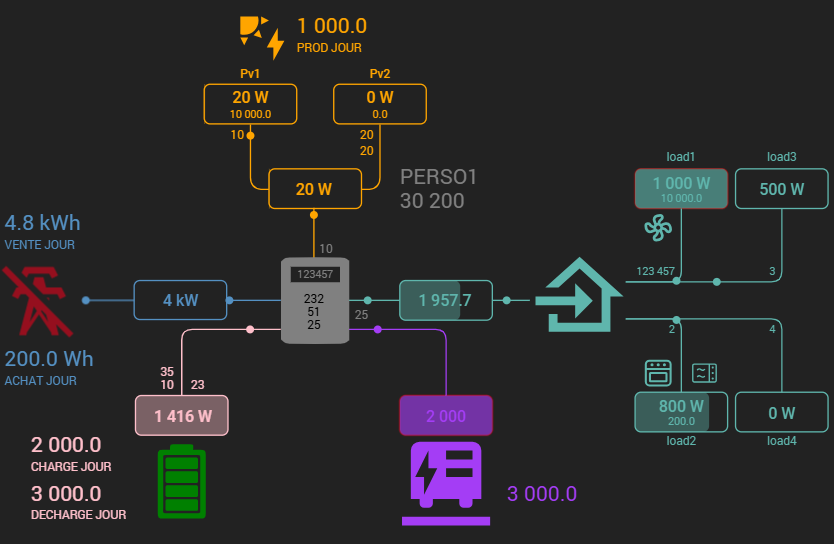 1 000.0
PROD JOUR
Pv1
Pv2
20 W
10 000.0
0 W
0.0
10
20
20
20 W
PERSO1
30 200
10
load1
load3
1 000 W
10 000.0
500 W
4.8 kWh
VENTE JOUR
123457
232
51
25
4 kW
1 957.7
25
123 457
3
2
4
200.0 Wh
ACHAT JOUR
35
10
23
1 416 W
2 000
800 W
200.0
0 W
load2
load4
2 000.0
CHARGE JOUR
3 000.0
DECHARGE JOUR
3 000.0